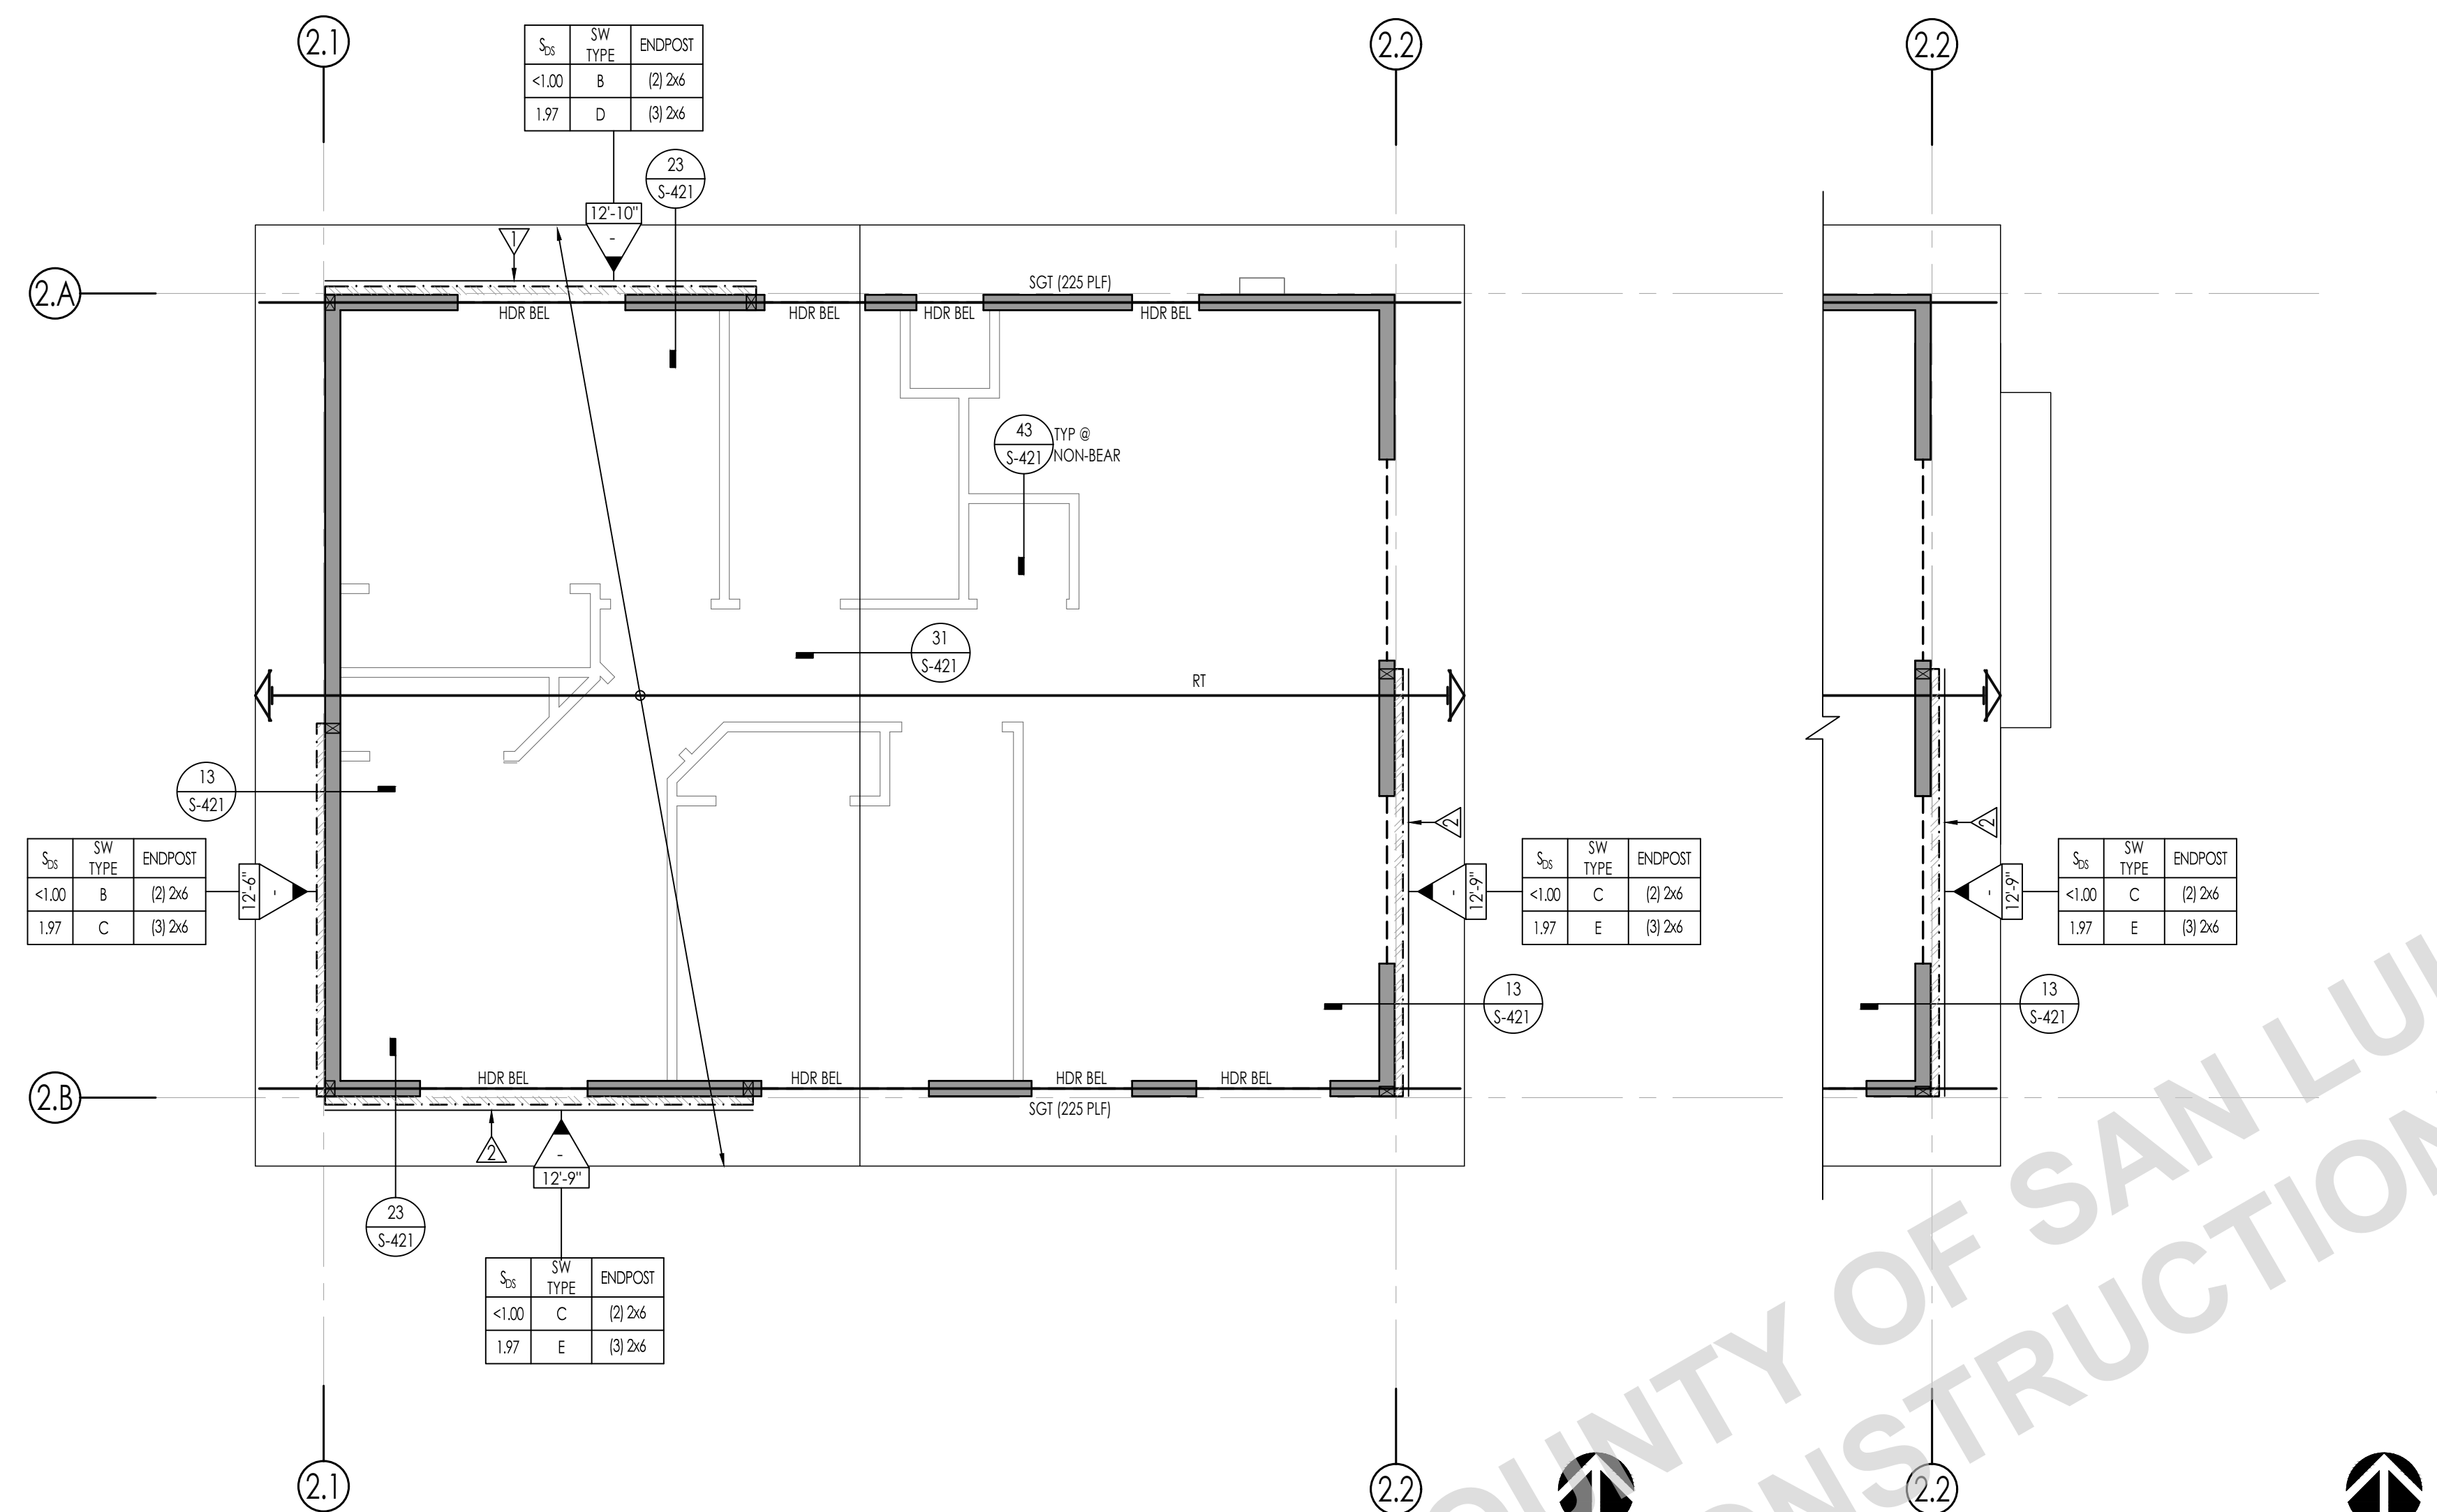 2.1
2.2
2.2
SDS SW TYPE ENDPOST
<1.00 B (2) 2x6
1.97 D (3) 2x6
23
S-421
12'-10"
-
1
2.A
SGT (225 PLF)
HDR BEL
HDR BEL
HDR BEL
HDR BEL
43
S-421
TYP @
NON-BEAR
31
S-421
RT
13
S-421
2
2
SDS SW TYPE ENDPOST
<1.00 B (2) 2x6
1.97 C (3) 2x6
12'-6"
-
12'-9"
-
SDS SW TYPE ENDPOST
<1.00 C (2) 2x6
1.97 E (3) 2x6
12'-9"
-
SDS SW TYPE ENDPOST
<1.00 C (2) 2x6
1.97 E (3) 2x6
13
S-421
13
S-421
HDR BEL
HDR BEL
HDR BEL
HDR BEL
2.B
SGT (225 PLF)
2
-
12'-9"
23
S-421
SDS SW TYPE ENDPOST
<1.00 C (2) 2x6
1.97 E (3) 2x6
OF SAN
2.1
2.2
2.2